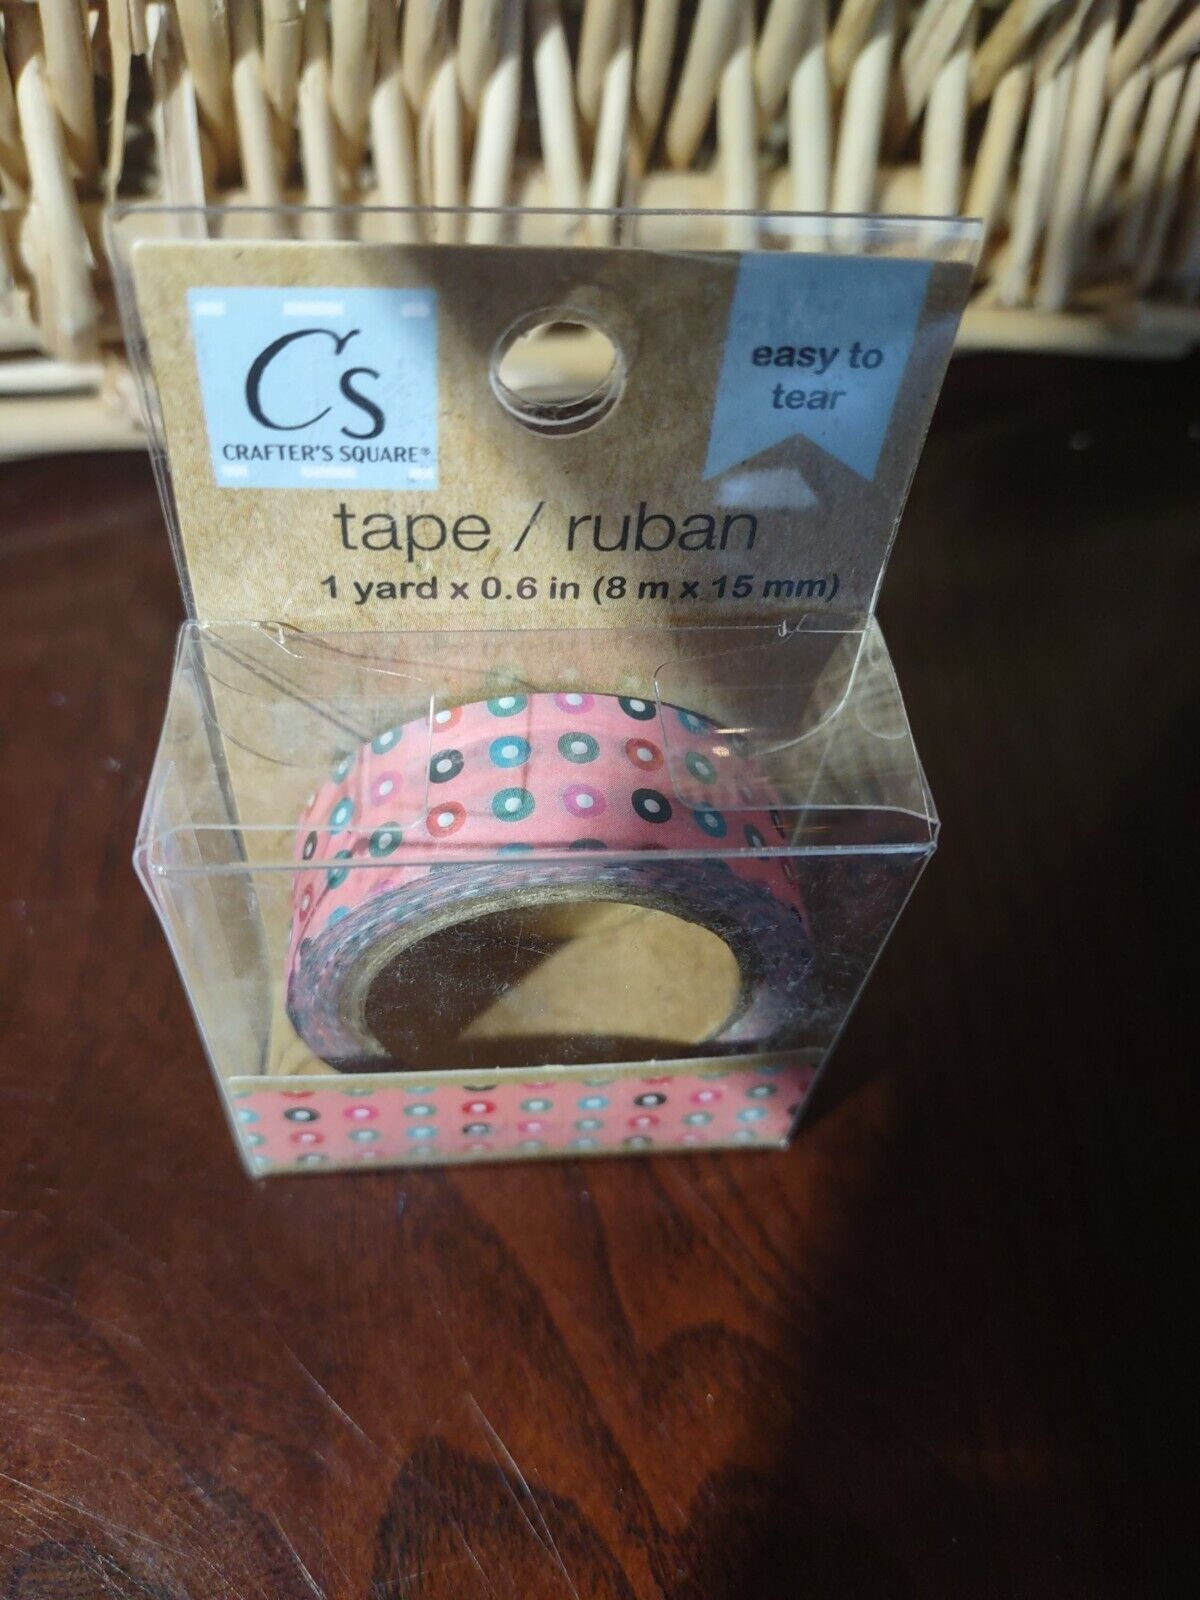 Cs
CRAFTER'S SQUARE®
easy to
tear
tape / ruban
1 yard x 0.6 in (8 m x 15 mm)